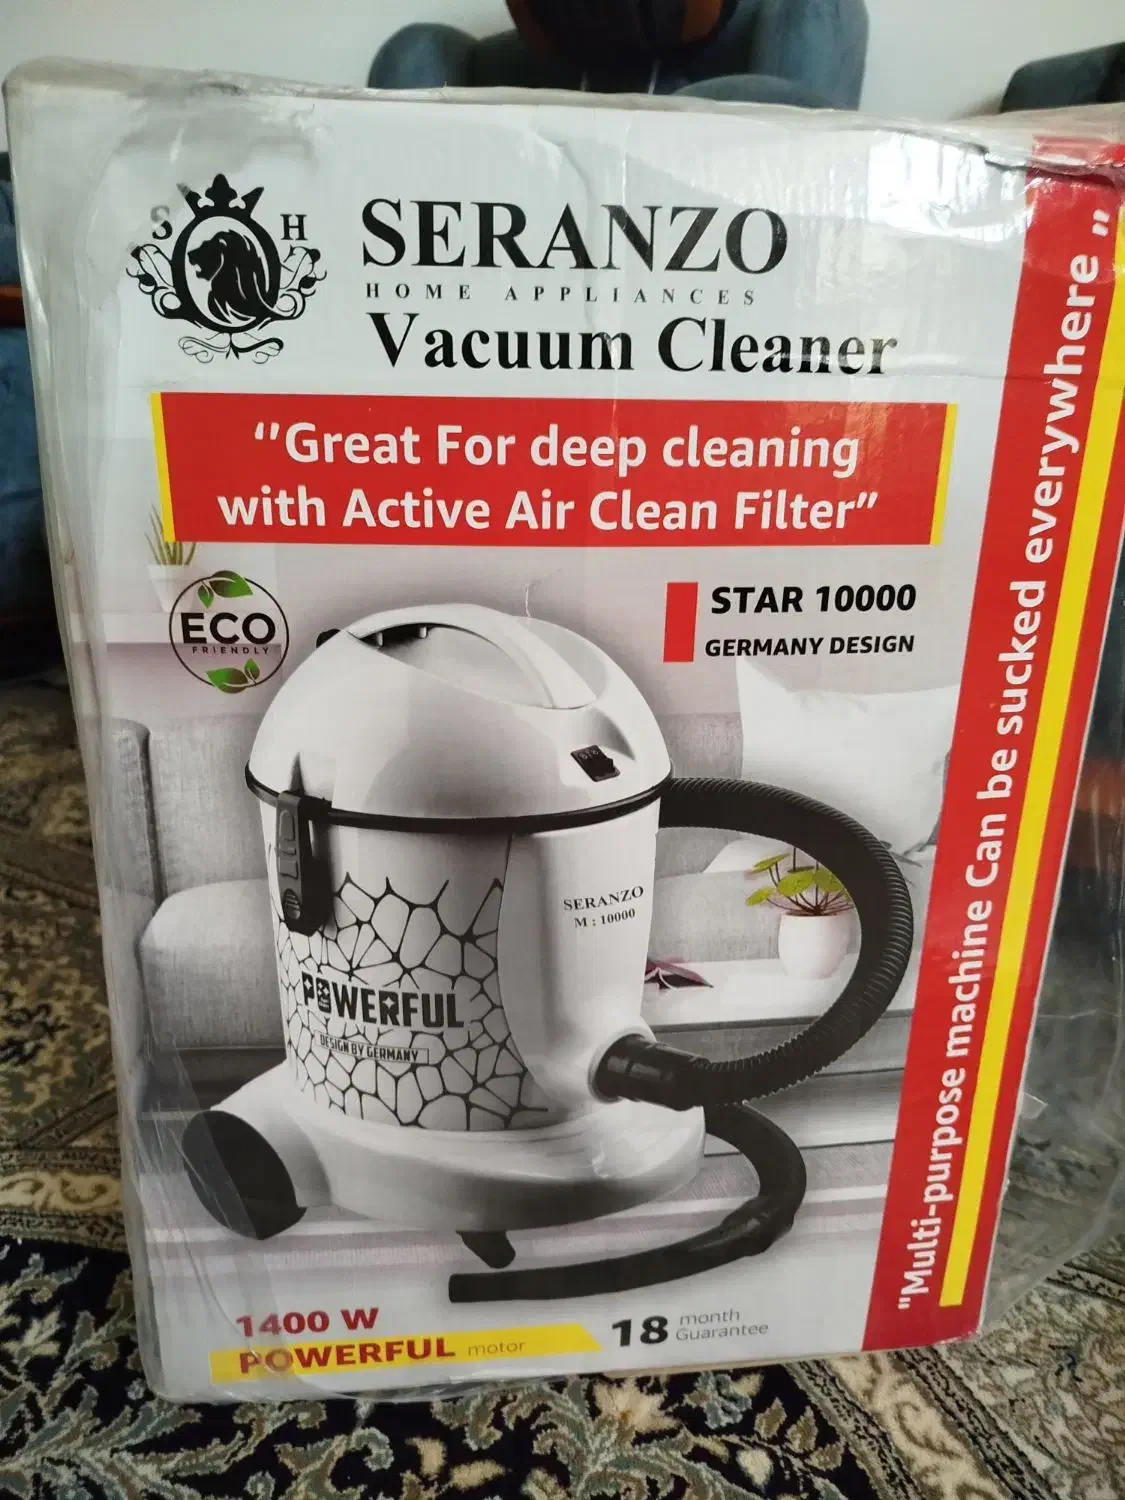 S H
SERANZO
HOME APPLIANCES
Vacuum Cleaner
"Great For deep cleaning
with Active Air Clean Filter"
ECO
FRIENDLY
STAR 10000
GERMANY DESIGN
SERANZO
M : 10000
POWERFUL
DESIGN BY GERMANY
1400 W
POWERFUL motor
18 month
Guarantee
"Multi-purpose machine Can be sucked everywhere"